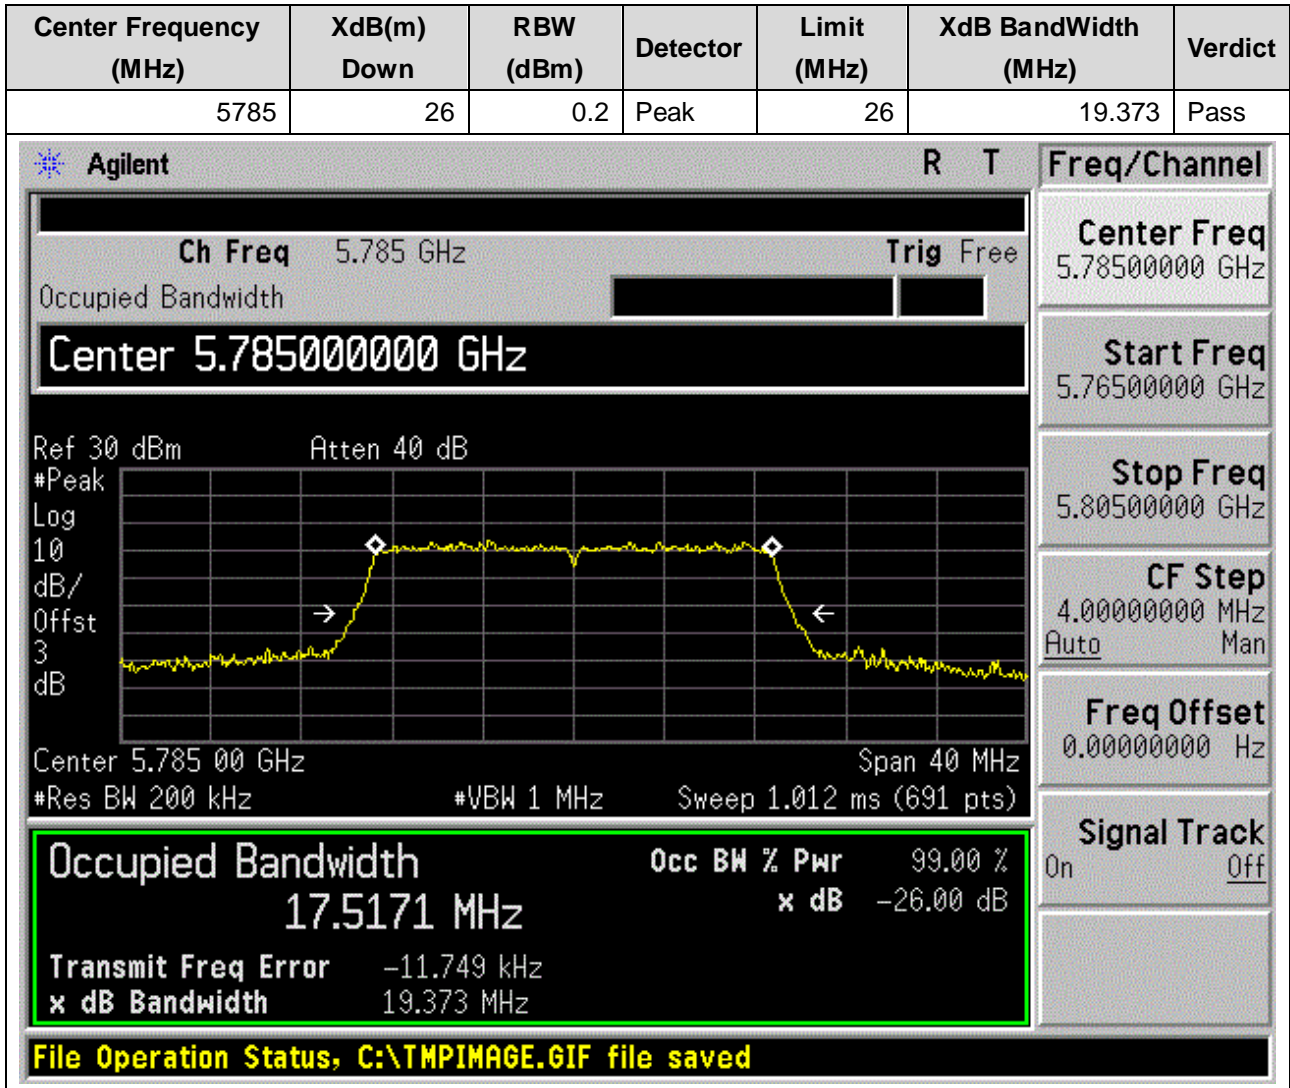 Center Frequency (MHz) XdB(m) Down RBW (dBm) Detector Limit (MHz) XdB BandWidth (MHz) Verdict
5785 26 0.2 Peak 26 19.373 Pass
Agilent R T Freq/Channel
Ch Freq 5.785 GHz Trig Free
Occupied Bandwidth
Center 5.785000000 GHz
Center Freq
5.78500000 GHz
Start Freq
5.76500000 GHz
Stop Freq
5.80500000 GHz
CF Step
4.00000000 MHz
Auto Man
Freq Offset
0.00000000 Hz
Signal Track
On Off
Ref 30 dBm Atten 40 dB
#Peak
Log
10
dB/
Offst
3
dB
Center 5.785 00 GHz Span 40 MHz
#Res BW 200 kHz #VBW 1 MHz Sweep 1.012 ms (691 pts)
Occupied Bandwidth Occ BW % Pwr 99.00 %
17.5171 MHz x dB -26.00 dB
Transmit Freq Error -11.749 kHz
x dB Bandwidth 19.373 MHz
File Operation Status, C:\TMPIMAGE.GIF file saved